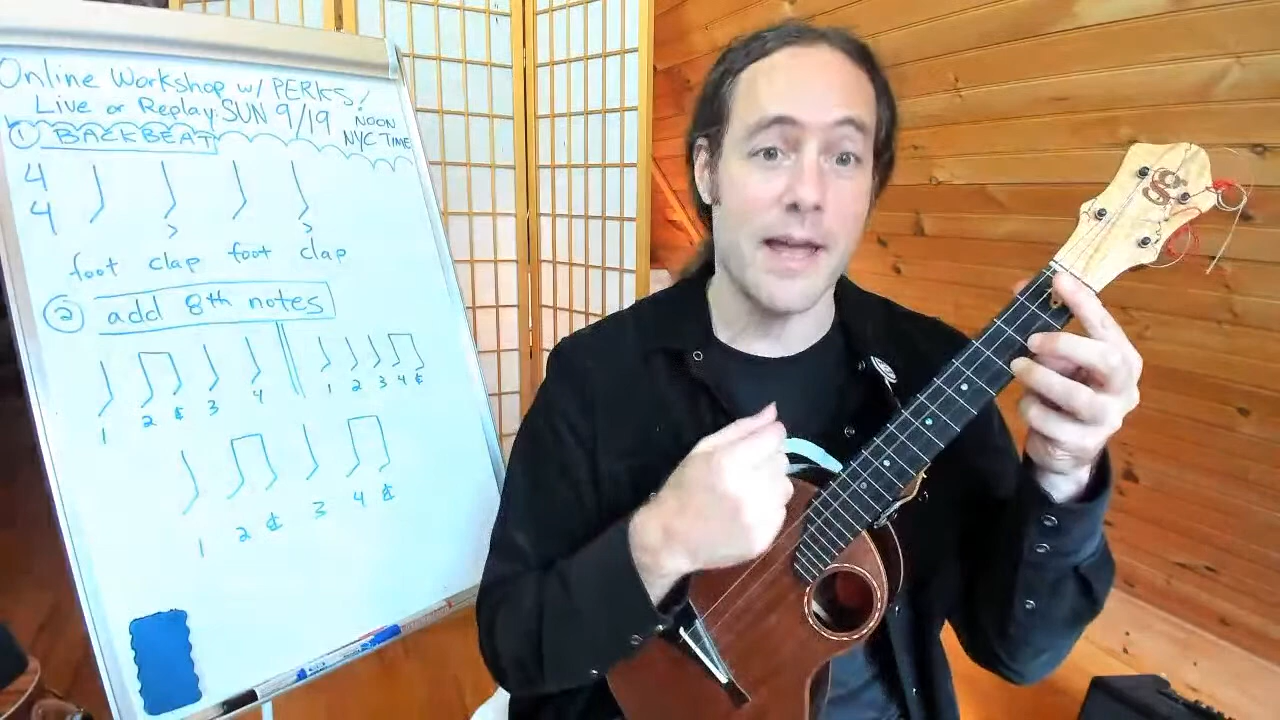 Online Workshop w/ PERKS!
Live or Replay SUN 9/19 NOON
NYC TIME
① BACKBEAT
4
4
>
>
foot clap foot clap
② add 8th notes
1 2 & 3 4 1 2 3 4 &
1 2 & 3 4 &
S